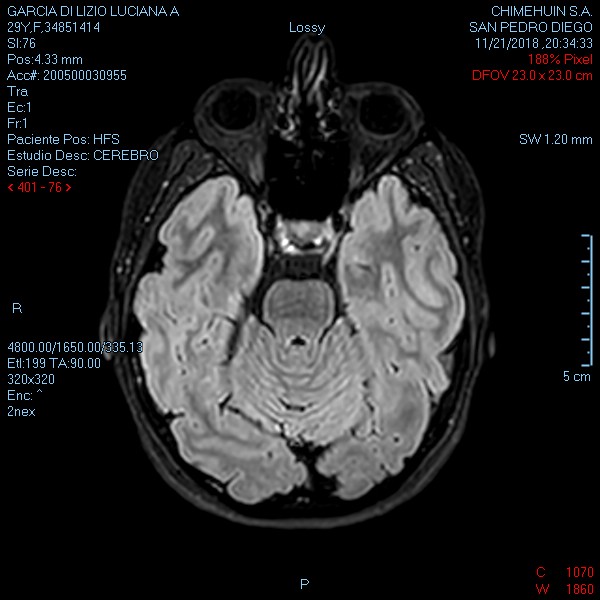 GARCIA DI LIZIO LUCIANA A
29Y,F,34851414
Sl:76
Pos:4.33 mm
Acc#: 200500030955
Tra
Ec:1
Fr:1
Paciente Pos: HFS
Estudio Desc: CEREBRO
Serie Desc:
< 401 - 76 >
Lossy
CHIMEHUIN S.A.
SAN PEDRO DIEGO
11/21/2018 ,20:34:33
188% Pixel
DFOV 23.0 x 23.0 cm
SW 1.20 mm
R
4800.00/1650.00/335.13
Etl:199 TA:90.00
320x320
Enc: ^
2nex
5 cm
P
C 1070
W 1860